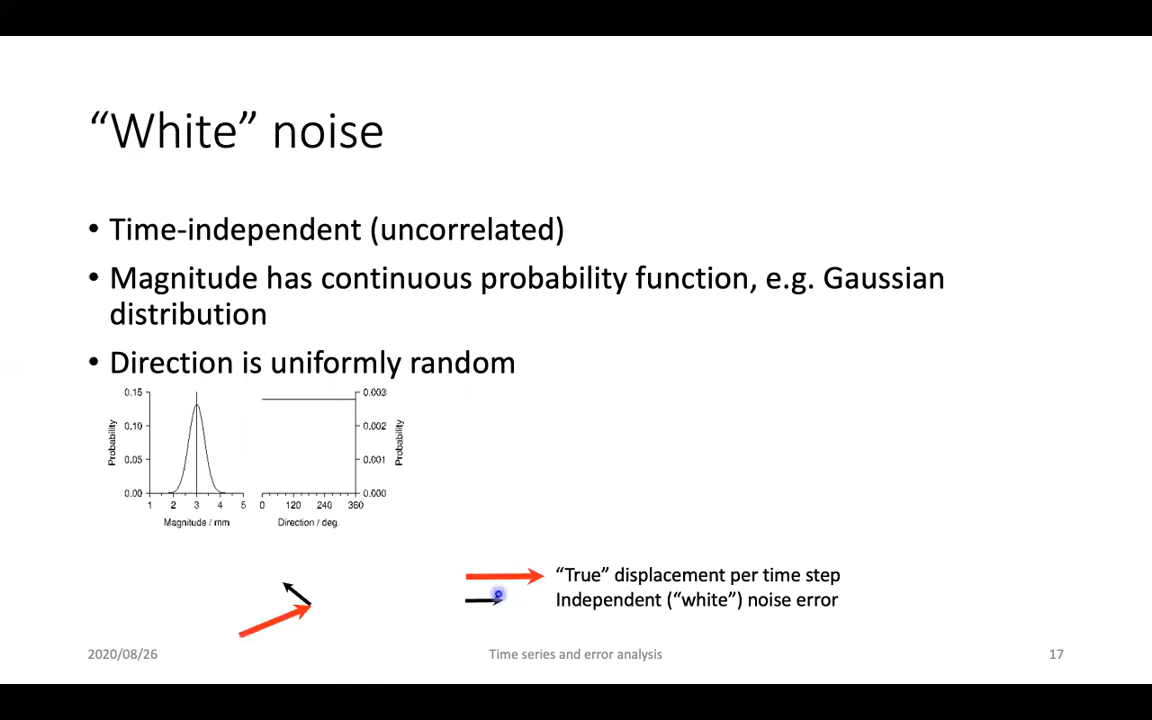 “White” noise
• Time-independent (uncorrelated)
• Magnitude has continuous probability function, e.g. Gaussian
distribution
• Direction is uniformly random
0.15
0.10
0.05
0.00
Probability
1 2 3 4 5
Magnitude / mm
0.003
0.002
0.001
0.000
Probability
0 120 240 360
Direction / deg.
“True” displacement per time step
Independent (“white”) noise error
2020/08/26
Time series and error analysis
17